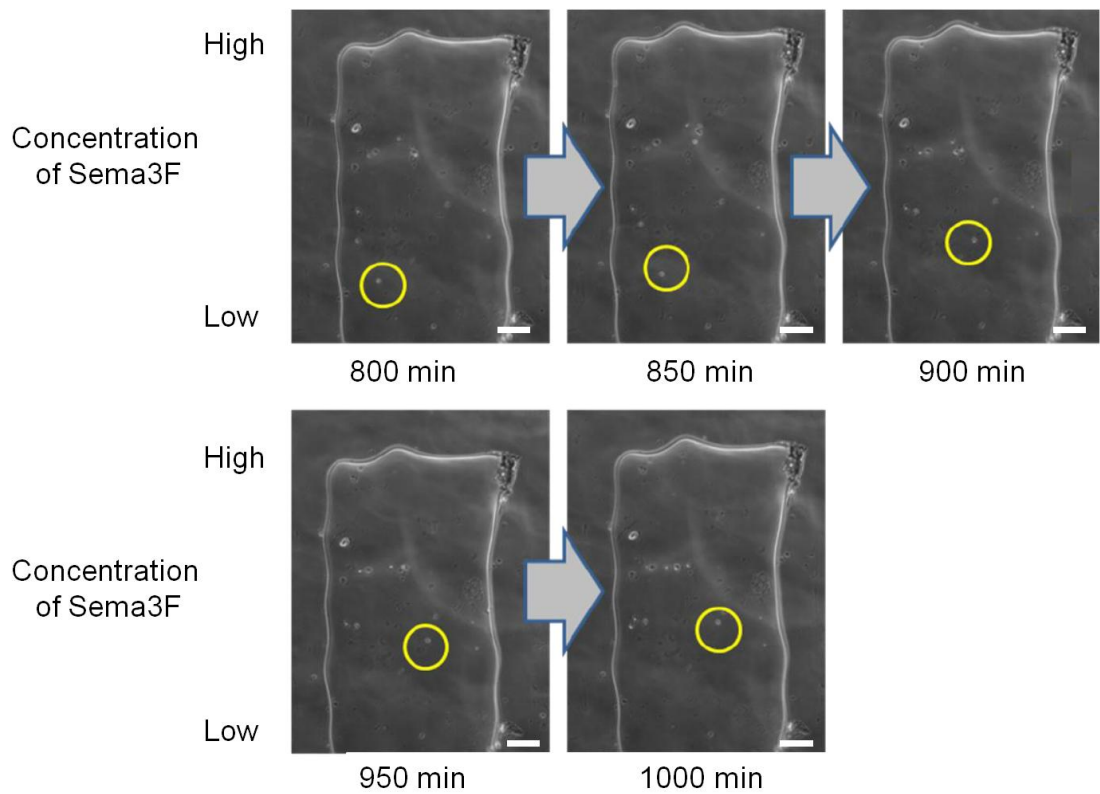 High
Concentration
of Sema3F
Low
800 min
850 min
900 min
High
Concentration
of Sema3F
Low
950 min
1000 min